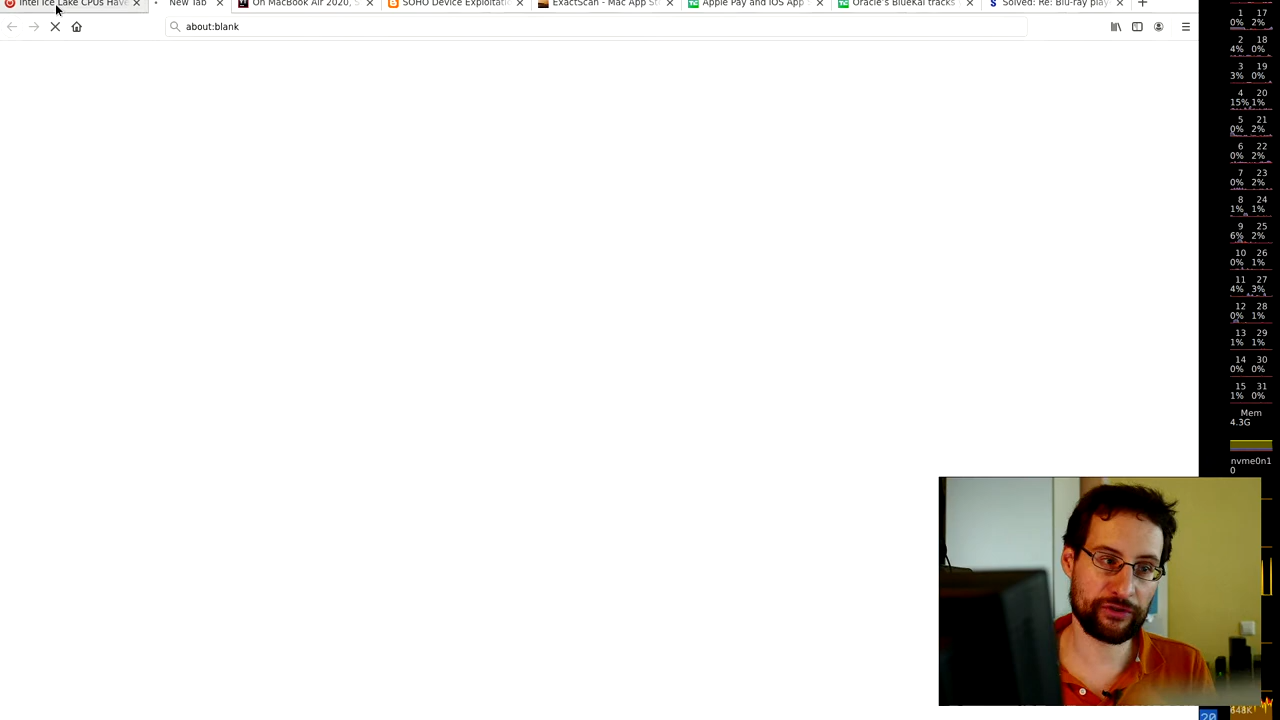 Intel Ice Lake CPUs Have
New Tab
On MacBook Air 2020, S
SOHO Device Exploitatio
ExactScan - Mac App St
Apple Pay and iOS App S
Oracle's BlueKai tracks
Solved: Re: Blu-ray play
about:blank
1 17
0% 2%
2 18
4% 0%
3 19
3% 0%
4 20
15% 1%
5 21
0% 2%
6 22
0% 2%
7 23
0% 2%
8 24
1% 1%
9 25
6% 2%
10 26
0% 1%
11 27
4% 3%
12 28
0% 1%
13 29
1% 1%
14 30
0% 0%
15 31
1% 0%
Mem
4.3G
nvme0n1
0
20
648K